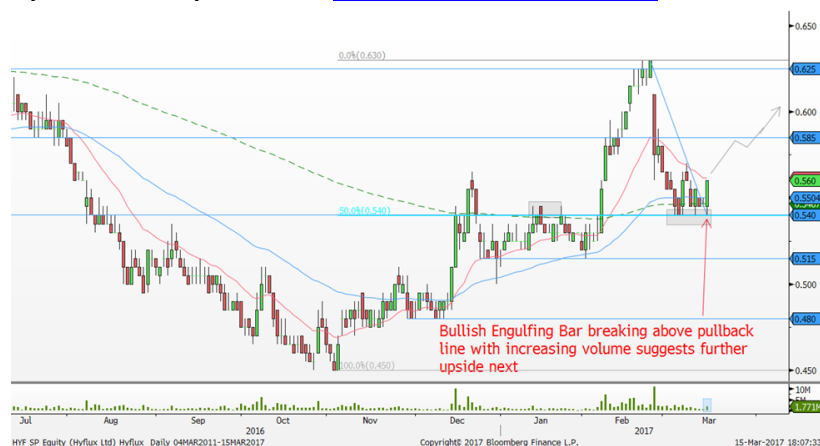 0.650
0.0%(0.630)
0.625
0.600
0.585
0.560
0.5504
50.0%(0.540)
0.540
0.515
0.500
0.480
Bullish Engulfing Bar breaking above pullback
line with increasing volume suggests further
upside next
100.0%(0.450)
0.450
10M
1.771M
Jul Aug Sep Oct Nov Dec Jan Feb Mar
2016 2017
HYF SP Equity (Hyflux Ltd) Hyflux Daily 04MAR2011-15MAR2017 Copyright© 2017 Bloomberg Finance L.P. 15-Mar-2017 18:07:3